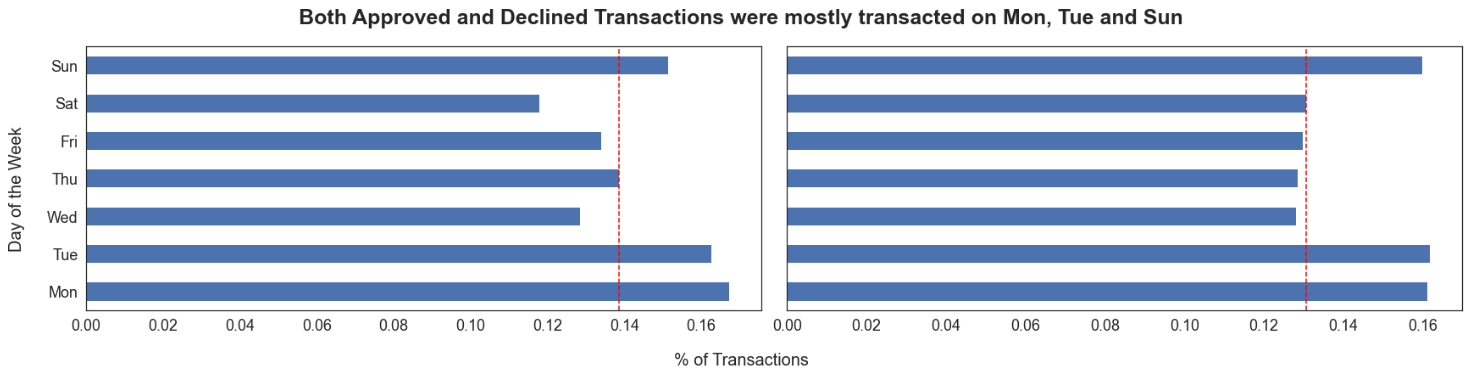 Both Approved and Declined Transactions were mostly transacted on Mon, Tue and Sun
Day of the Week
Sun
Sat
Fri
Thu
Wed
Tue
Mon
0.00 0.02 0.04 0.06 0.08 0.10 0.12 0.14 0.16
0.00 0.02 0.04 0.06 0.08 0.10 0.12 0.14 0.16
% of Transactions